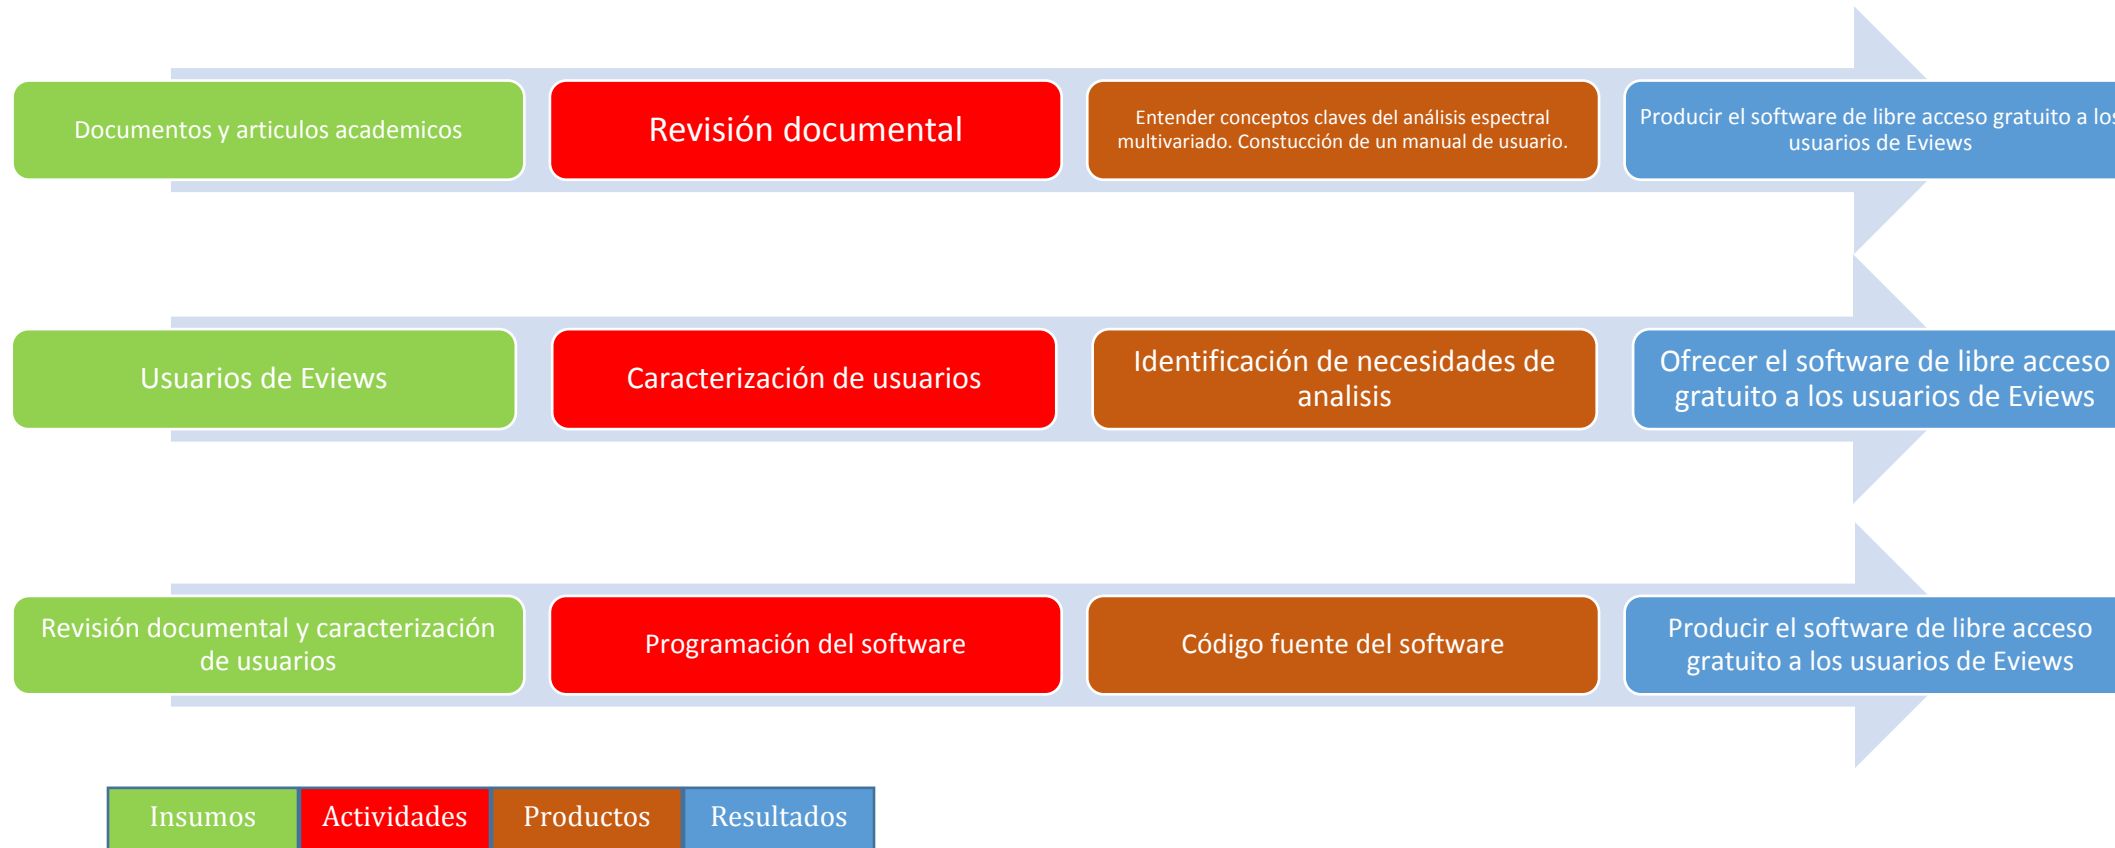 Documentos y articulos academicos
Revisión documental
Entender conceptos claves del análisis espectral
multivariado. Constucción de un manual de usuario.
Producir el software de libre acceso gratuito a los
usuarios de Eviews
Usuarios de Eviews
Caracterización de usuarios
Identificación de necesidades de
analisis
Ofrecer el software de libre acceso
gratuito a los usuarios de Eviews
Revisión documental y caracterización
de usuarios
Programación del software
Código fuente del software
Producir el software de libre acceso
gratuito a los usuarios de Eviews
Insumos
Actividades
Productos
Resultados